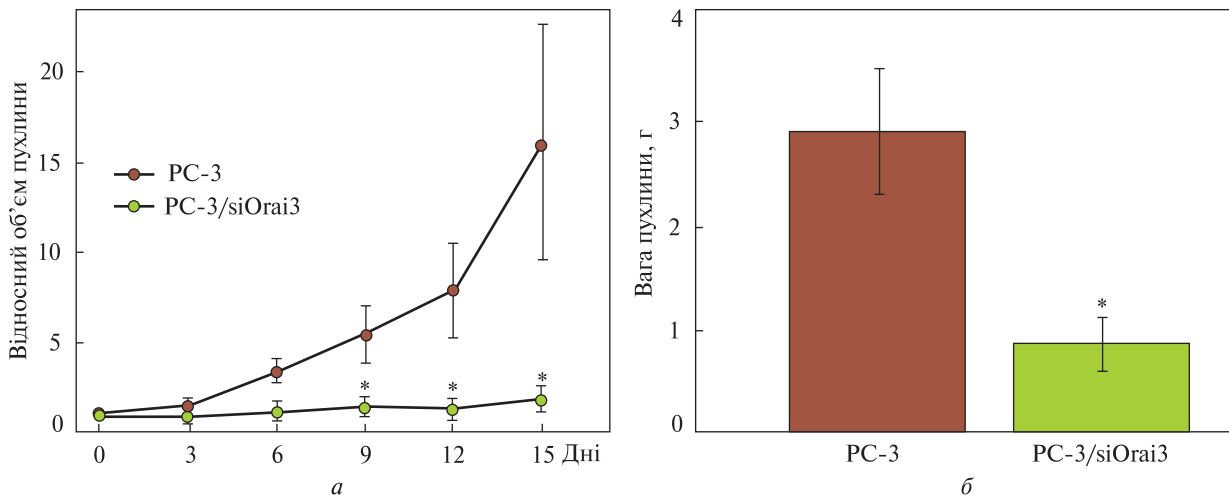 Відносний об’єм пухлини
20
15
10
5
0
PC-3
PC-3/siOrai3
*
*
*
0 3 6 9 12 15 Дні
а
Вага пухлини, г
4
3
2
1
0
*
PC-3 PC-3/siOrai3
б